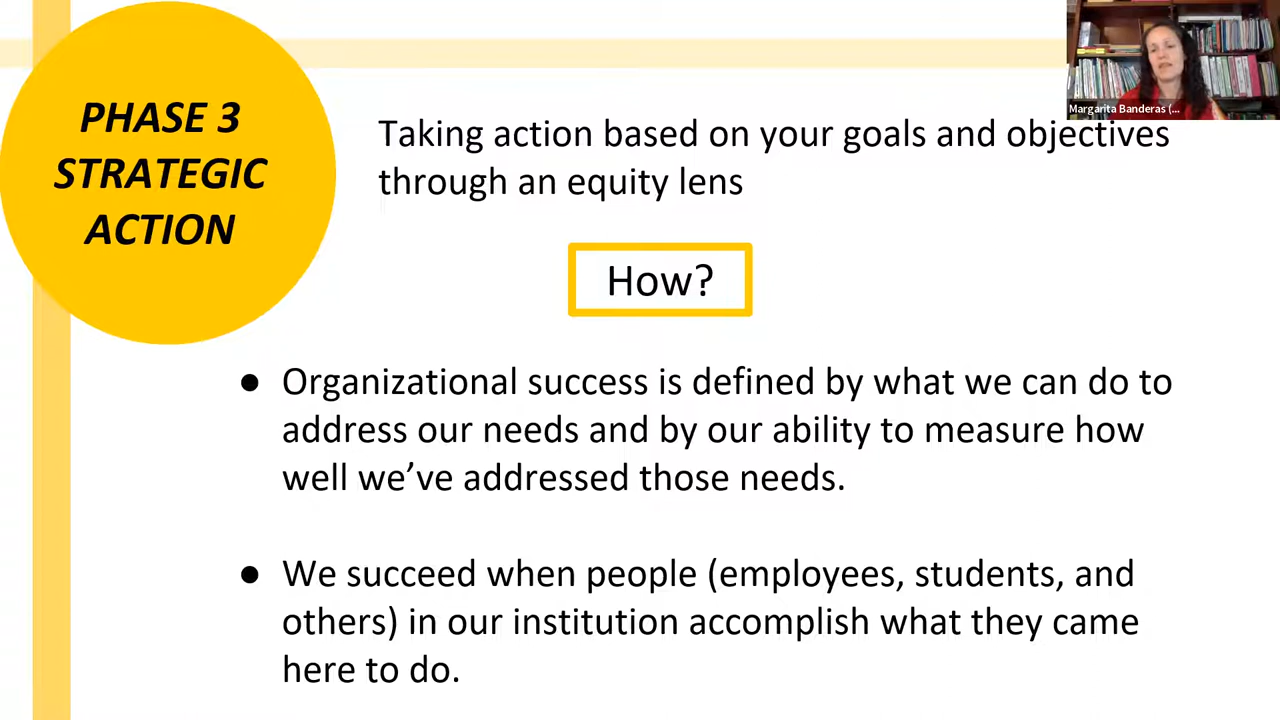 PHASE 3
STRATEGIC
ACTION
Margarita Banderas (...
Taking action based on your goals and objectives
through an equity lens
How?
● Organizational success is defined by what we can do to
address our needs and by our ability to measure how
well we’ve addressed those needs.
● We succeed when people (employees, students, and
others) in our institution accomplish what they came
here to do.